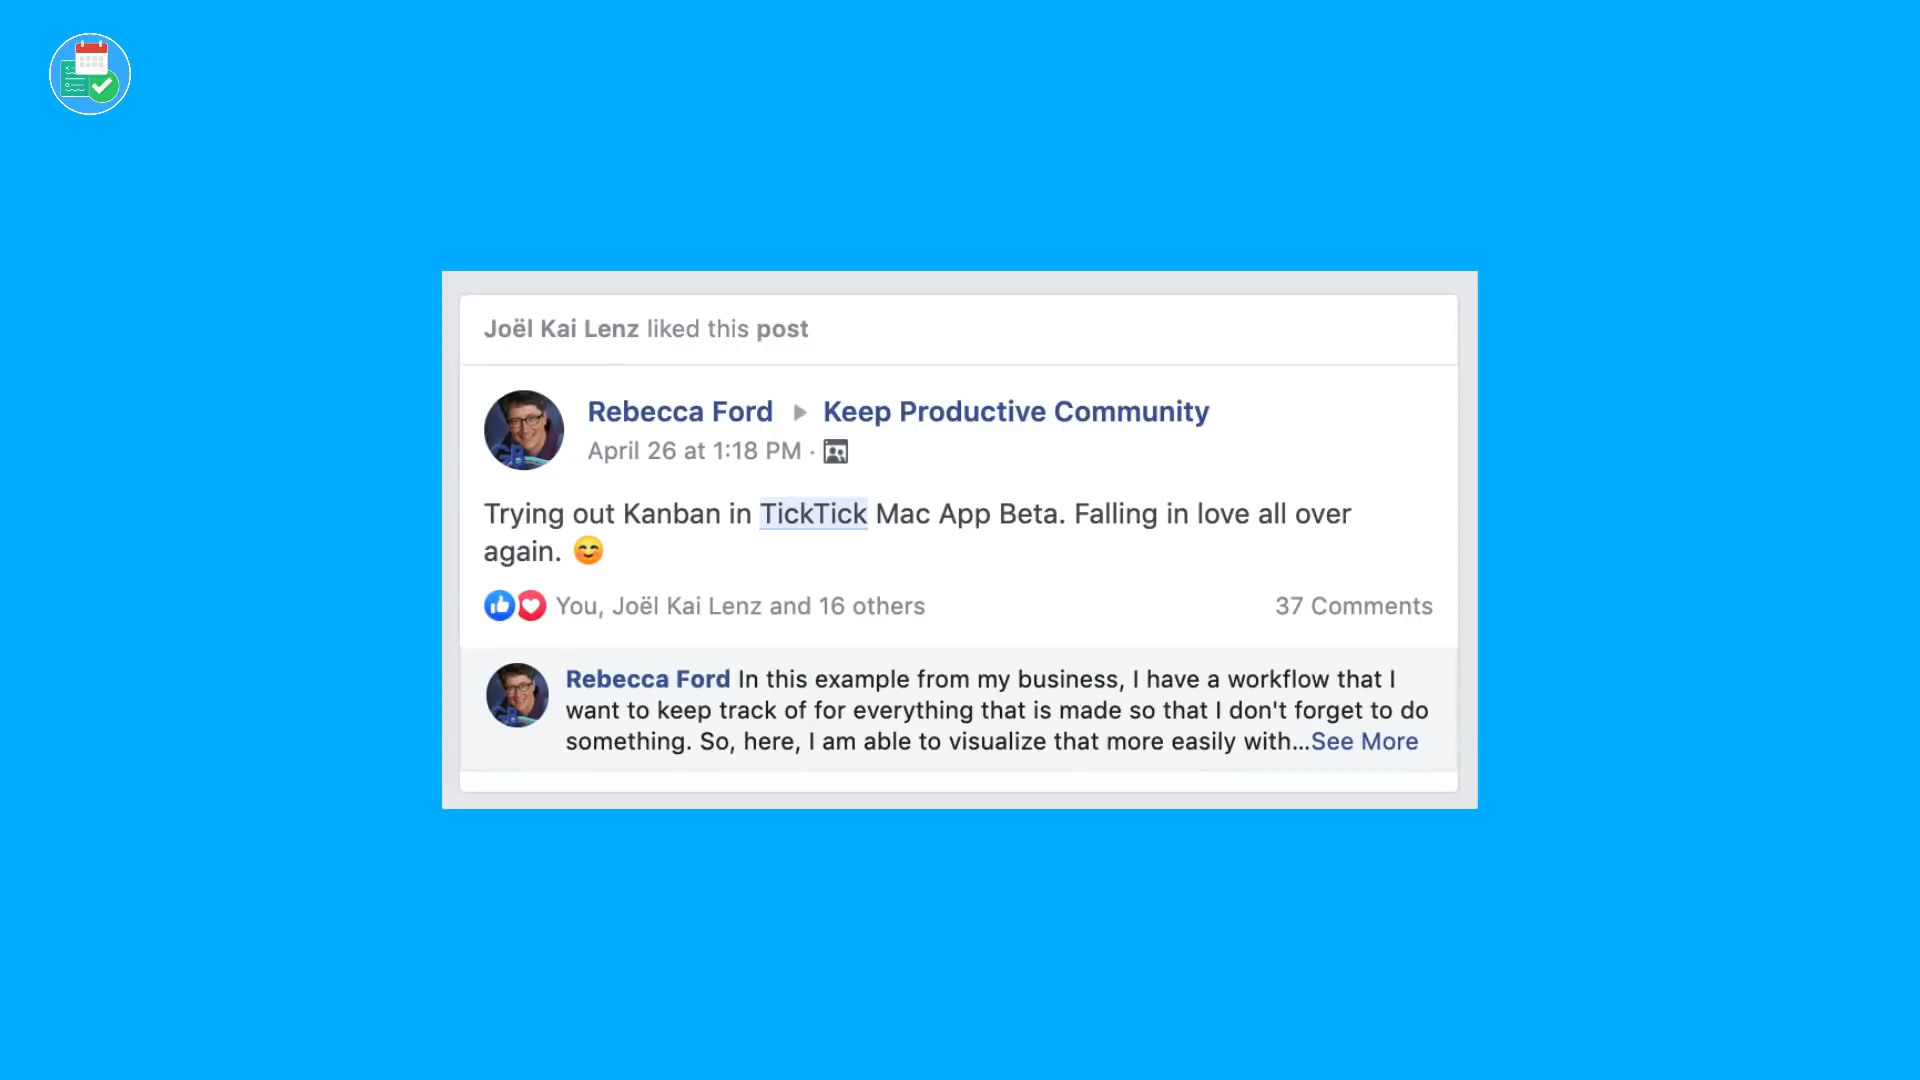 Joël Kai Lenz liked this post
Rebecca Ford ▸ Keep Productive Community
April 26 at 1:18 PM ·
Trying out Kanban in TickTick Mac App Beta. Falling in love all over
again. 😊
You, Joël Kai Lenz and 16 others 37 Comments
Rebecca Ford In this example from my business, I have a workflow that I
want to keep track of for everything that is made so that I don't forget to do
something. So, here, I am able to visualize that more easily with...See More